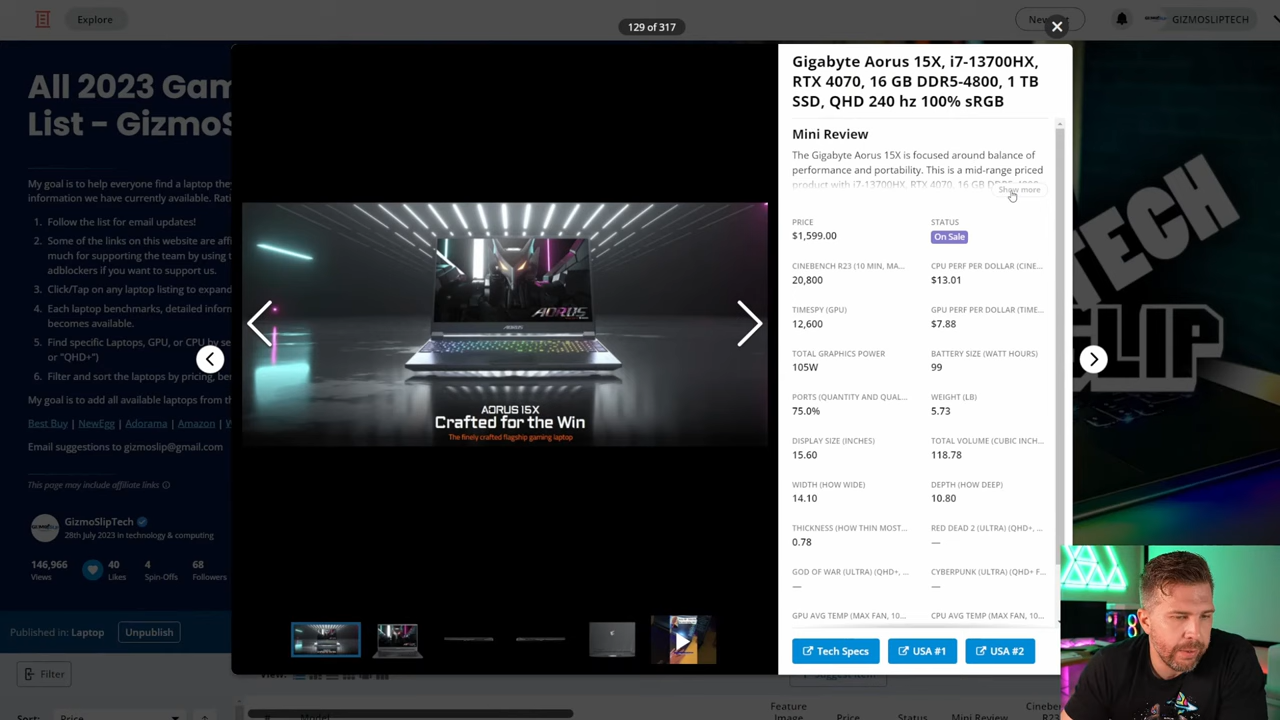 Explore
129 of 317
New
GIZMOSLIPTECH
All 2023 Gam
List - GizmoS
My goal is to help everyone find a laptop the
information we have currently available. Rati
1. Follow the list for email updates!
2. Some of the links on this website are affi
much for supporting the team by using t
adblockers if you want to support us.
3. Click/Tap on any laptop listing to expand
4. Each laptop benchmarks, detailed infor
becomes available.
5. Find specific Laptops, GPU, or CPU by se
or "QHD+")
6. Filter and sort the laptops by pricing, be
My goal is to add all available laptops from t
Best Buy | NewEgg | Adorama | Amazon | W
Email suggestions to gizmoslip@gmail.com
This page may include affiliate links
GizmoSlipTech
28th July 2023 in technology & computing
146,966 40 4 68
Views Likes Spin-Offs Followers
Published in: Laptop Unpublish
Filter
Sort: Price
AORUS
AORUS 15X
Crafted for the Win
The finely crafted flagship gaming laptop
Gigabyte Aorus 15X, i7-13700HX,
RTX 4070, 16 GB DDR5-4800, 1 TB
SSD, QHD 240 hz 100% sRGB
Mini Review
The Gigabyte Aorus 15X is focused around balance of
performance and portability. This is a mid-range priced
product with i7-13700HX, RTX 4070, 16 GB
Show more
PRICE STATUS
$1,599.00 On Sale
CINEBENCH R23 (10 MIN, MA... CPU PERF PER DOLLAR (CINE...
20,800 $13.01
TIMESPY (GPU) GPU PERF PER DOLLAR (TIME...
12,600 $7.88
TOTAL GRAPHICS POWER BATTERY SIZE (WATT HOURS)
105W 99
PORTS (QUANTITY AND QUAL... WEIGHT (LB)
75.0% 5.73
DISPLAY SIZE (INCHES) TOTAL VOLUME (CUBIC INCH...
15.60 118.78
WIDTH (HOW WIDE) DEPTH (HOW DEEP)
14.10 10.80
THICKNESS (HOW THIN MOST... RED DEAD 2 (ULTRA) (QHD+, ...
0.78 —
GOD OF WAR (ULTRA) (QHD+, ... CYBERPUNK (ULTRA) (QHD+ F...
— —
GPU AVG TEMP (MAX FAN, 10... CPU AVG TEMP (MAX FAN, 10...
Tech Specs USA #1 USA #2
TECH
SLIP
View:
Feature
Image Price Status Mini Review
Cinebe
R23